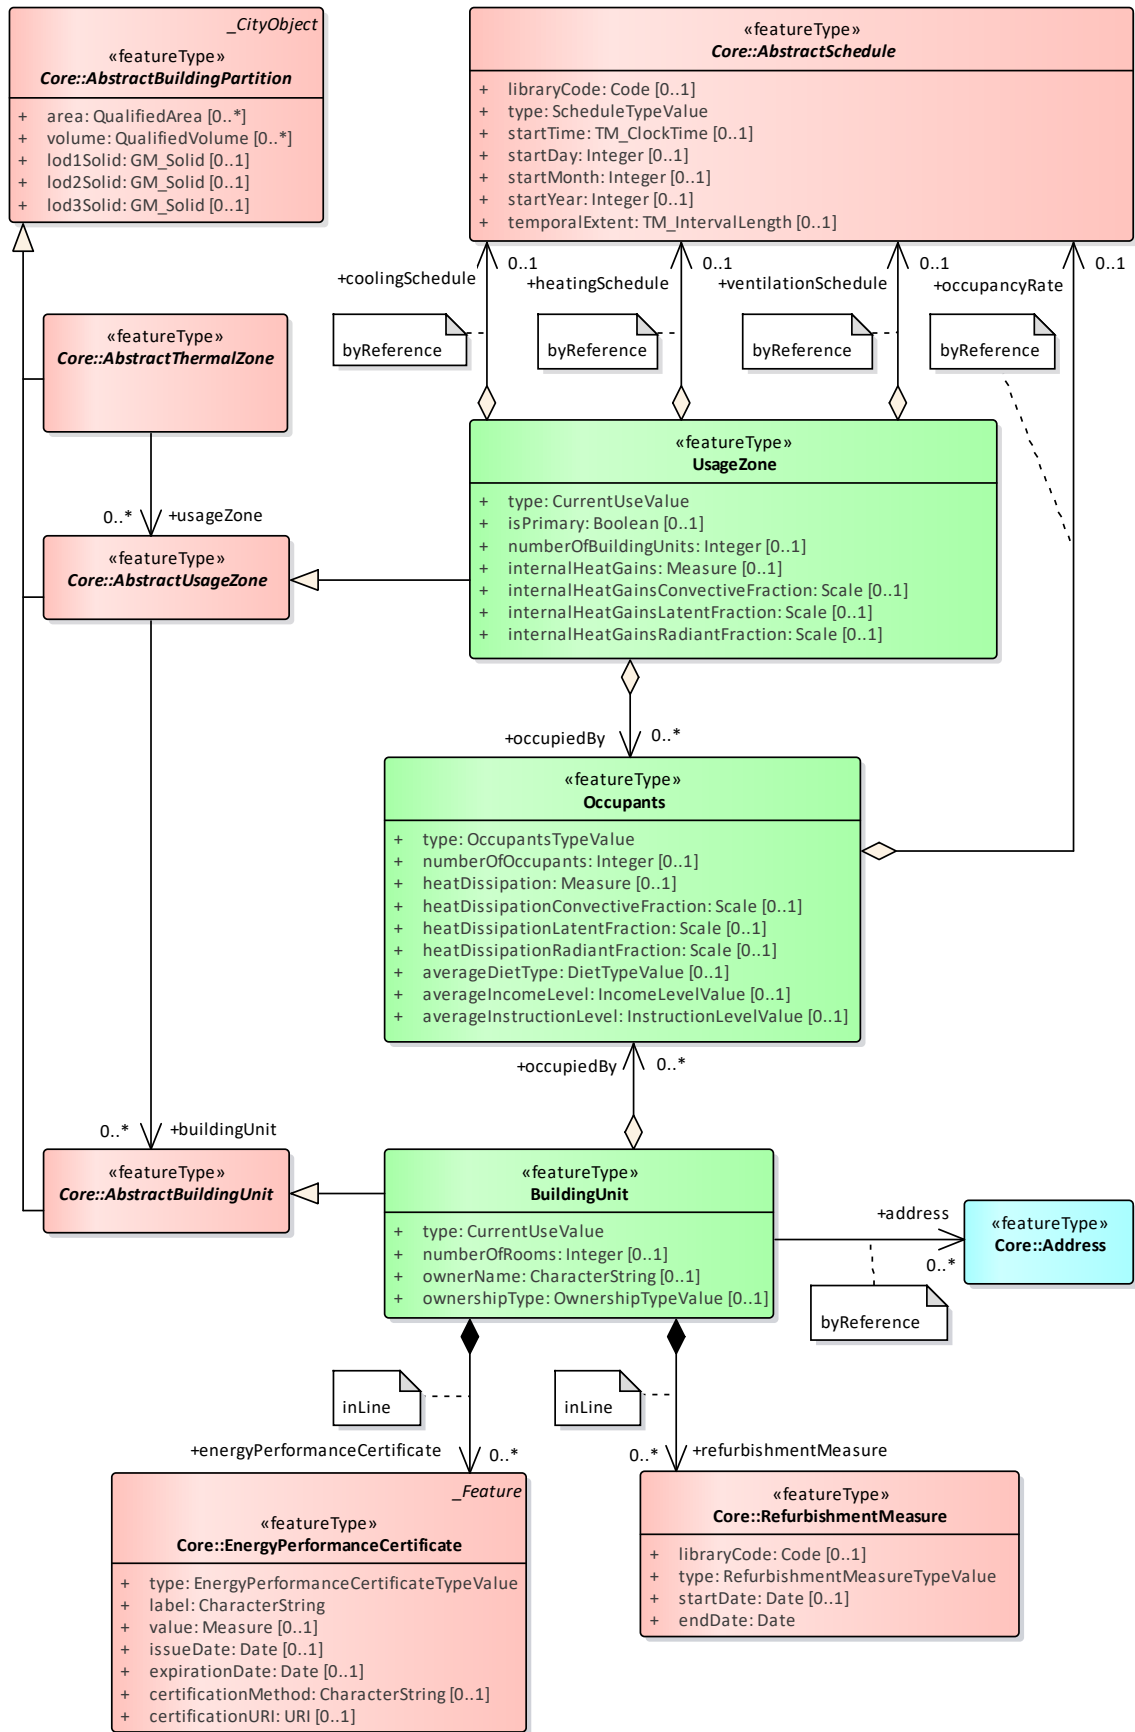 _CityObject
«featureType»
Core::AbstractBuildingPartition
+ area: QualifiedArea [0..*]
+ volume: QualifiedVolume [0..*]
+ lod1Solid: GM_Solid [0..1]
+ lod2Solid: GM_Solid [0..1]
+ lod3Solid: GM_Solid [0..1]
«featureType»
Core::AbstractSchedule
+ libraryCode: Code [0..1]
+ type: ScheduleTypeValue
+ startTime: TM_ClockTime [0..1]
+ startDay: Integer [0..1]
+ startMonth: Integer [0..1]
+ startYear: Integer [0..1]
+ temporalExtent: TM_IntervalLength [0..1]
+coolingSchedule 0..1
+heatingSchedule 0..1
+ventilationSchedule 0..1
+occupancyRate 0..1
byReference
byReference
byReference
byReference
«featureType»
Core::AbstractThermalZone
0..* +usageZone
«featureType»
Core::AbstractUsageZone
«featureType»
UsageZone
+ type: CurrentUseValue
+ isPrimary: Boolean [0..1]
+ numberOfBuildingUnits: Integer [0..1]
+ internalHeatGains: Measure [0..1]
+ internalHeatGainsConvectiveFraction: Scale [0..1]
+ internalHeatGainsLatentFraction: Scale [0..1]
+ internalHeatGainsRadiantFraction: Scale [0..1]
+occupiedBy 0..*
«featureType»
Occupants
+ type: OccupantsTypeValue
+ numberOfOccupants: Integer [0..1]
+ heatDissipation: Measure [0..1]
+ heatDissipationConvectiveFraction: Scale [0..1]
+ heatDissipationLatentFraction: Scale [0..1]
+ heatDissipationRadiantFraction: Scale [0..1]
+ averageDietType: DietTypeValue [0..1]
+ averageIncomeLevel: IncomeLevelValue [0..1]
+ averageInstructionLevel: InstructionLevelValue [0..1]
+occupiedBy 0..*
0..* +buildingUnit
«featureType»
Core::AbstractBuildingUnit
«featureType»
BuildingUnit
+ type: CurrentUseValue
+ numberOfRooms: Integer [0..1]
+ ownerName: CharacterString [0..1]
+ ownershipType: OwnershipTypeValue [0..1]
+address
0..*
«featureType»
Core::Address
byReference
inLine
inLine
+energyPerformanceCertificate 0..*
0..* +refurbishmentMeasure
_Feature
«featureType»
Core::EnergyPerformanceCertificate
+ type: EnergyPerformanceCertificateTypeValue
+ label: CharacterString
+ value: Measure [0..1]
+ issueDate: Date [0..1]
+ expirationDate: Date [0..1]
+ certificationMethod: CharacterString [0..1]
+ certificationURI: URI [0..1]
«featureType»
Core::RefurbishmentMeasure
+ libraryCode: Code [0..1]
+ type: RefurbishmentMeasureTypeValue
+ startDate: Date [0..1]
+ endDate: Date